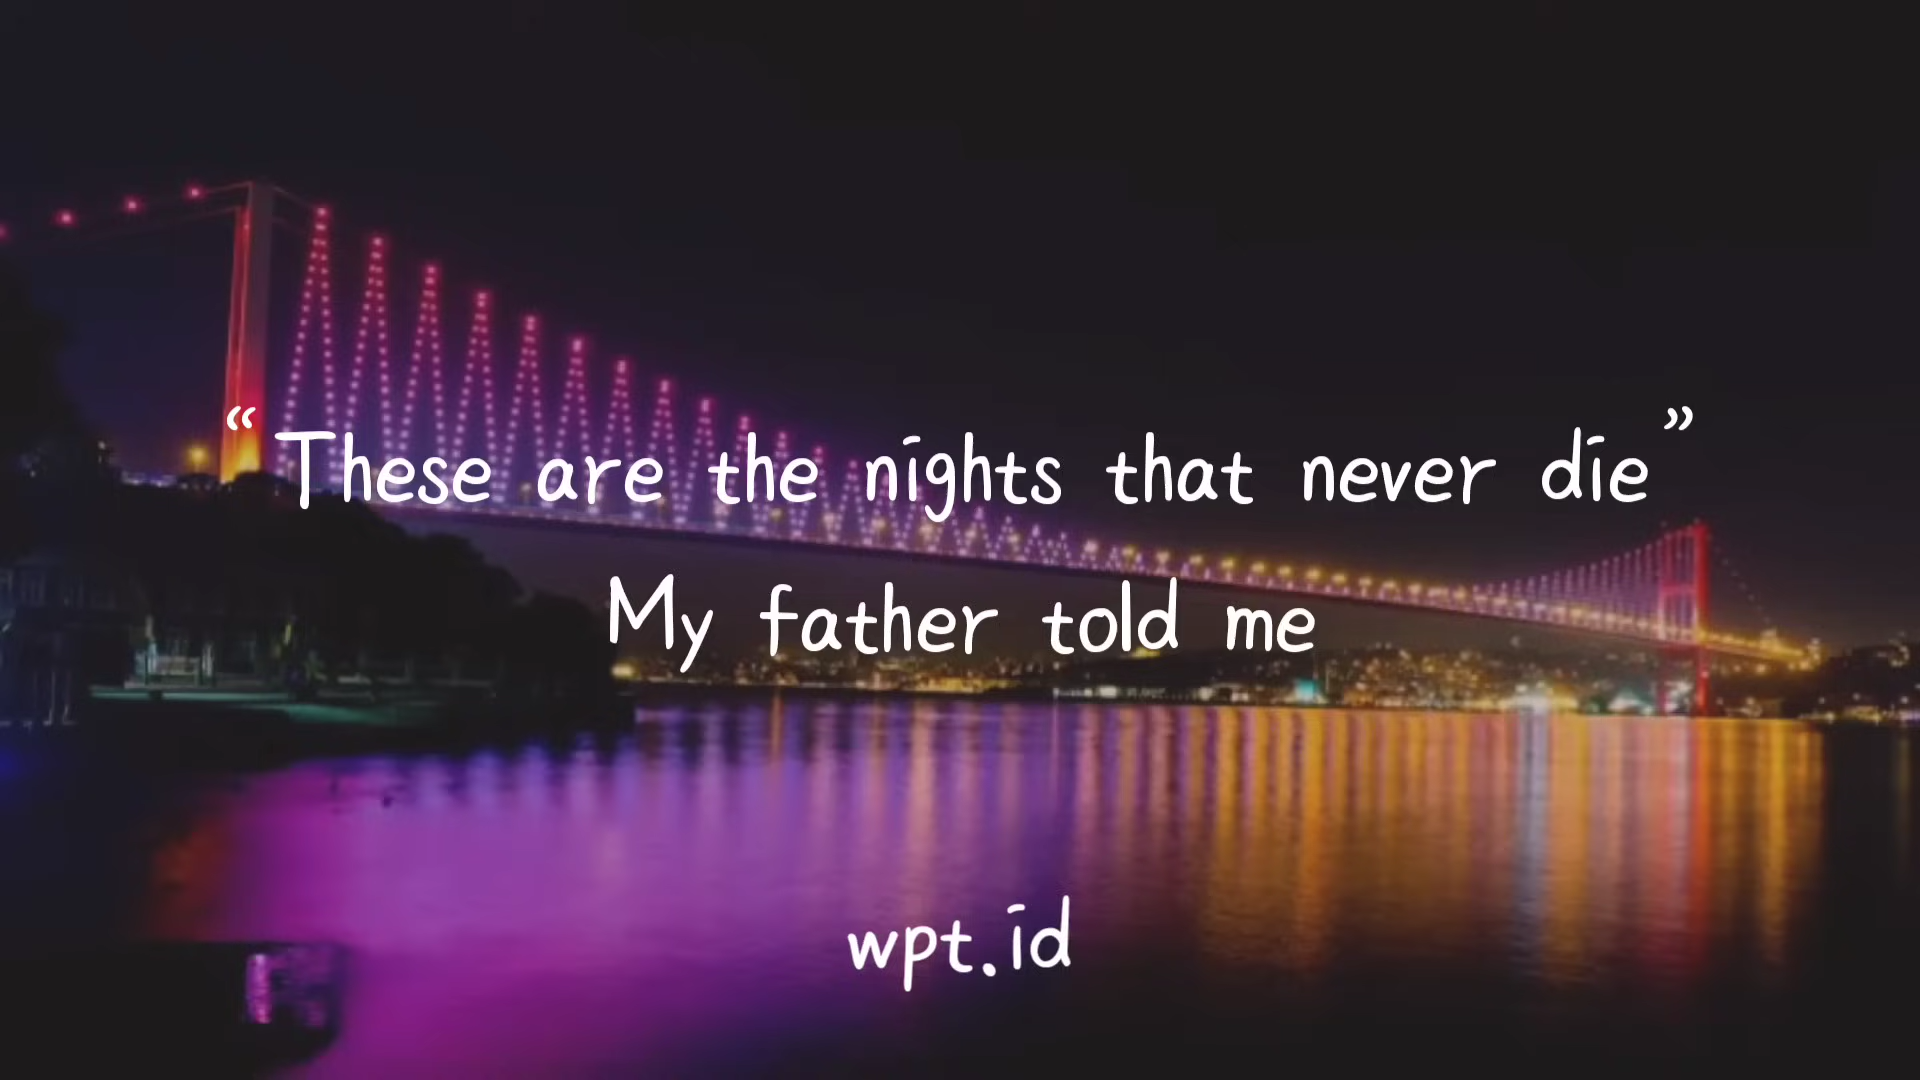 “These are the nights that never die”
My father told me
wpt.id